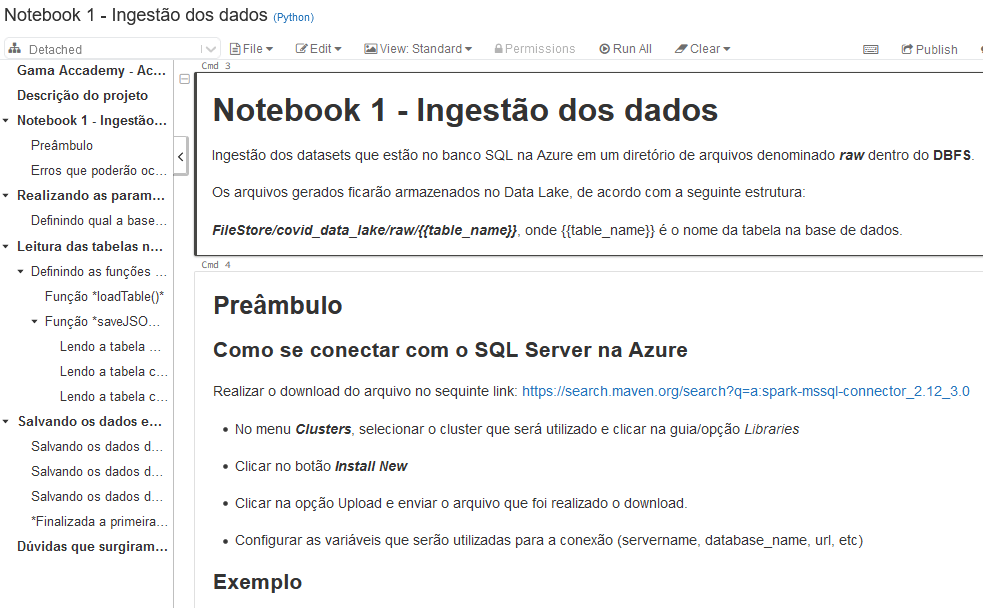 Notebook 1 - Ingestão dos dados (Python)
Detached
File
Edit
View: Standard
Permissions
Run All
Clear
Publish
Gama Accademy - Ac...
Descrição do projeto
Notebook 1 - Ingestão...
Preâmbulo
Erros que poderão oc...
Realizando as param...
Definindo qual a base...
Leitura das tabelas n...
Definindo as funções ...
Função *loadTable()*
Função *saveJSO...
Lendo a tabela ...
Lendo a tabela c...
Lendo a tabela c...
Salvando os dados e...
Salvando os dados d...
Salvando os dados d...
Salvando os dados d...
*Finalizada a primeira...
Dúvidas que surgiram...
Cmd 3
Notebook 1 - Ingestão dos dados
Ingestão dos datasets que estão no banco SQL na Azure em um diretório de arquivos denominado raw dentro do DBFS.
Os arquivos gerados ficarão armazenados no Data Lake, de acordo com a seguinte estrutura:
FileStore/covid_data_lake/raw/{{table_name}}, onde {{table_name}} é o nome da tabela na base de dados.
Cmd 4
Preâmbulo
Como se conectar com o SQL Server na Azure
Realizar o download do arquivo no sequinte link: https://search.maven.org/search?q=a:spark-mssql-connector_2.12_3.0
• No menu Clusters, selecionar o cluster que será utilizado e clicar na guia/opção Libraries
• Clicar no botão Install New
• Clicar na opção Upload e enviar o arquivo que foi realizado o download.
• Configurar as variáveis que serão utilizadas para a conexão (servername, database_name, url, etc)
Exemplo